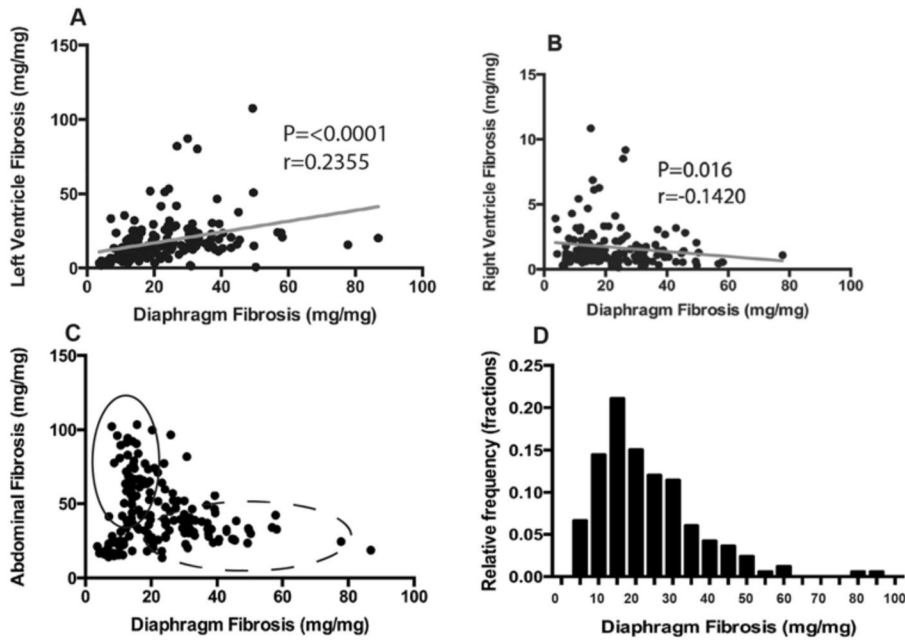 A
Left Ventricle Fibrosis (mg/mg)
150
100
50
0
P=<0.0001
r=0.2355
0 20 40 60 80 100
Diaphragm Fibrosis (mg/mg)
B
Right Ventricle Fibrosis (mg/mg)
15
10
5
0
P=0.016
r=-0.1420
0 20 40 60 80 100
Diaphragm Fibrosis (mg/mg)
C
Abdominal Fibrosis (mg/mg)
150
100
50
0
0 20 40 60 80 100
Diaphragm Fibrosis (mg/mg)
D
Relative frequency (fractions)
0.25
0.20
0.15
0.10
0.05
0.00
0 10 20 30 40 50 60 70 80 90 100
Diaphragm Fibrosis (mg/mg)